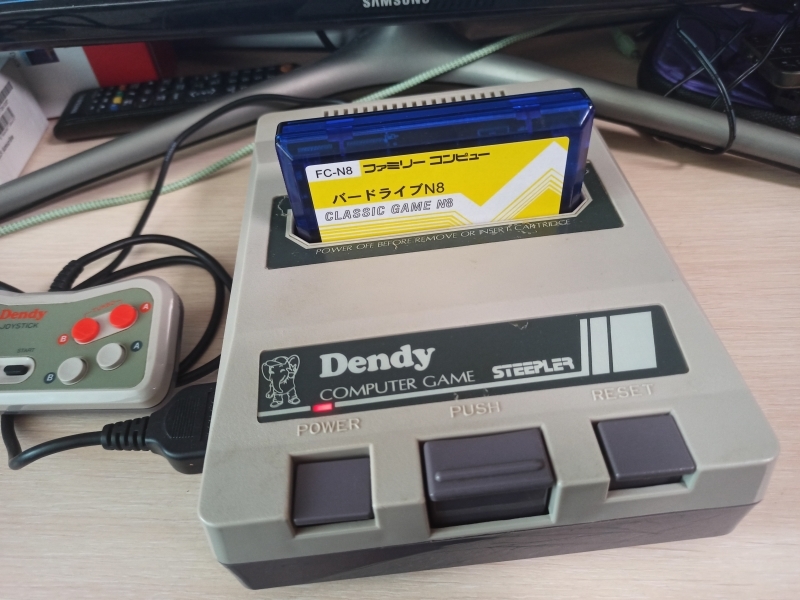 SAMSUNG
FC-N8 ファミリー コンピュー
バードライブN8
CLASSIC GAME N8
POWER OFF BEFORE REMOVE OR INSERT CARTRIDGE
Dendy
JOYSTICK
START
A
B
A
B
Dendy
COMPUTER GAME
STEEPLER
POWER
PUSH
RESET